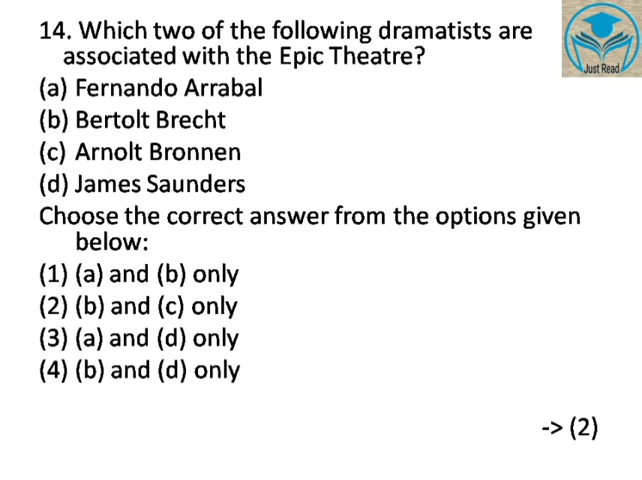 14. Which two of the following dramatists are
associated with the Epic Theatre?
(a) Fernando Arrabal
(b) Bertolt Brecht
(c) Arnolt Bronnen
(d) James Saunders
Choose the correct answer from the options given
below:
(1) (a) and (b) only
(2) (b) and (c) only
(3) (a) and (d) only
(4) (b) and (d) only
-> (2)
Just Read